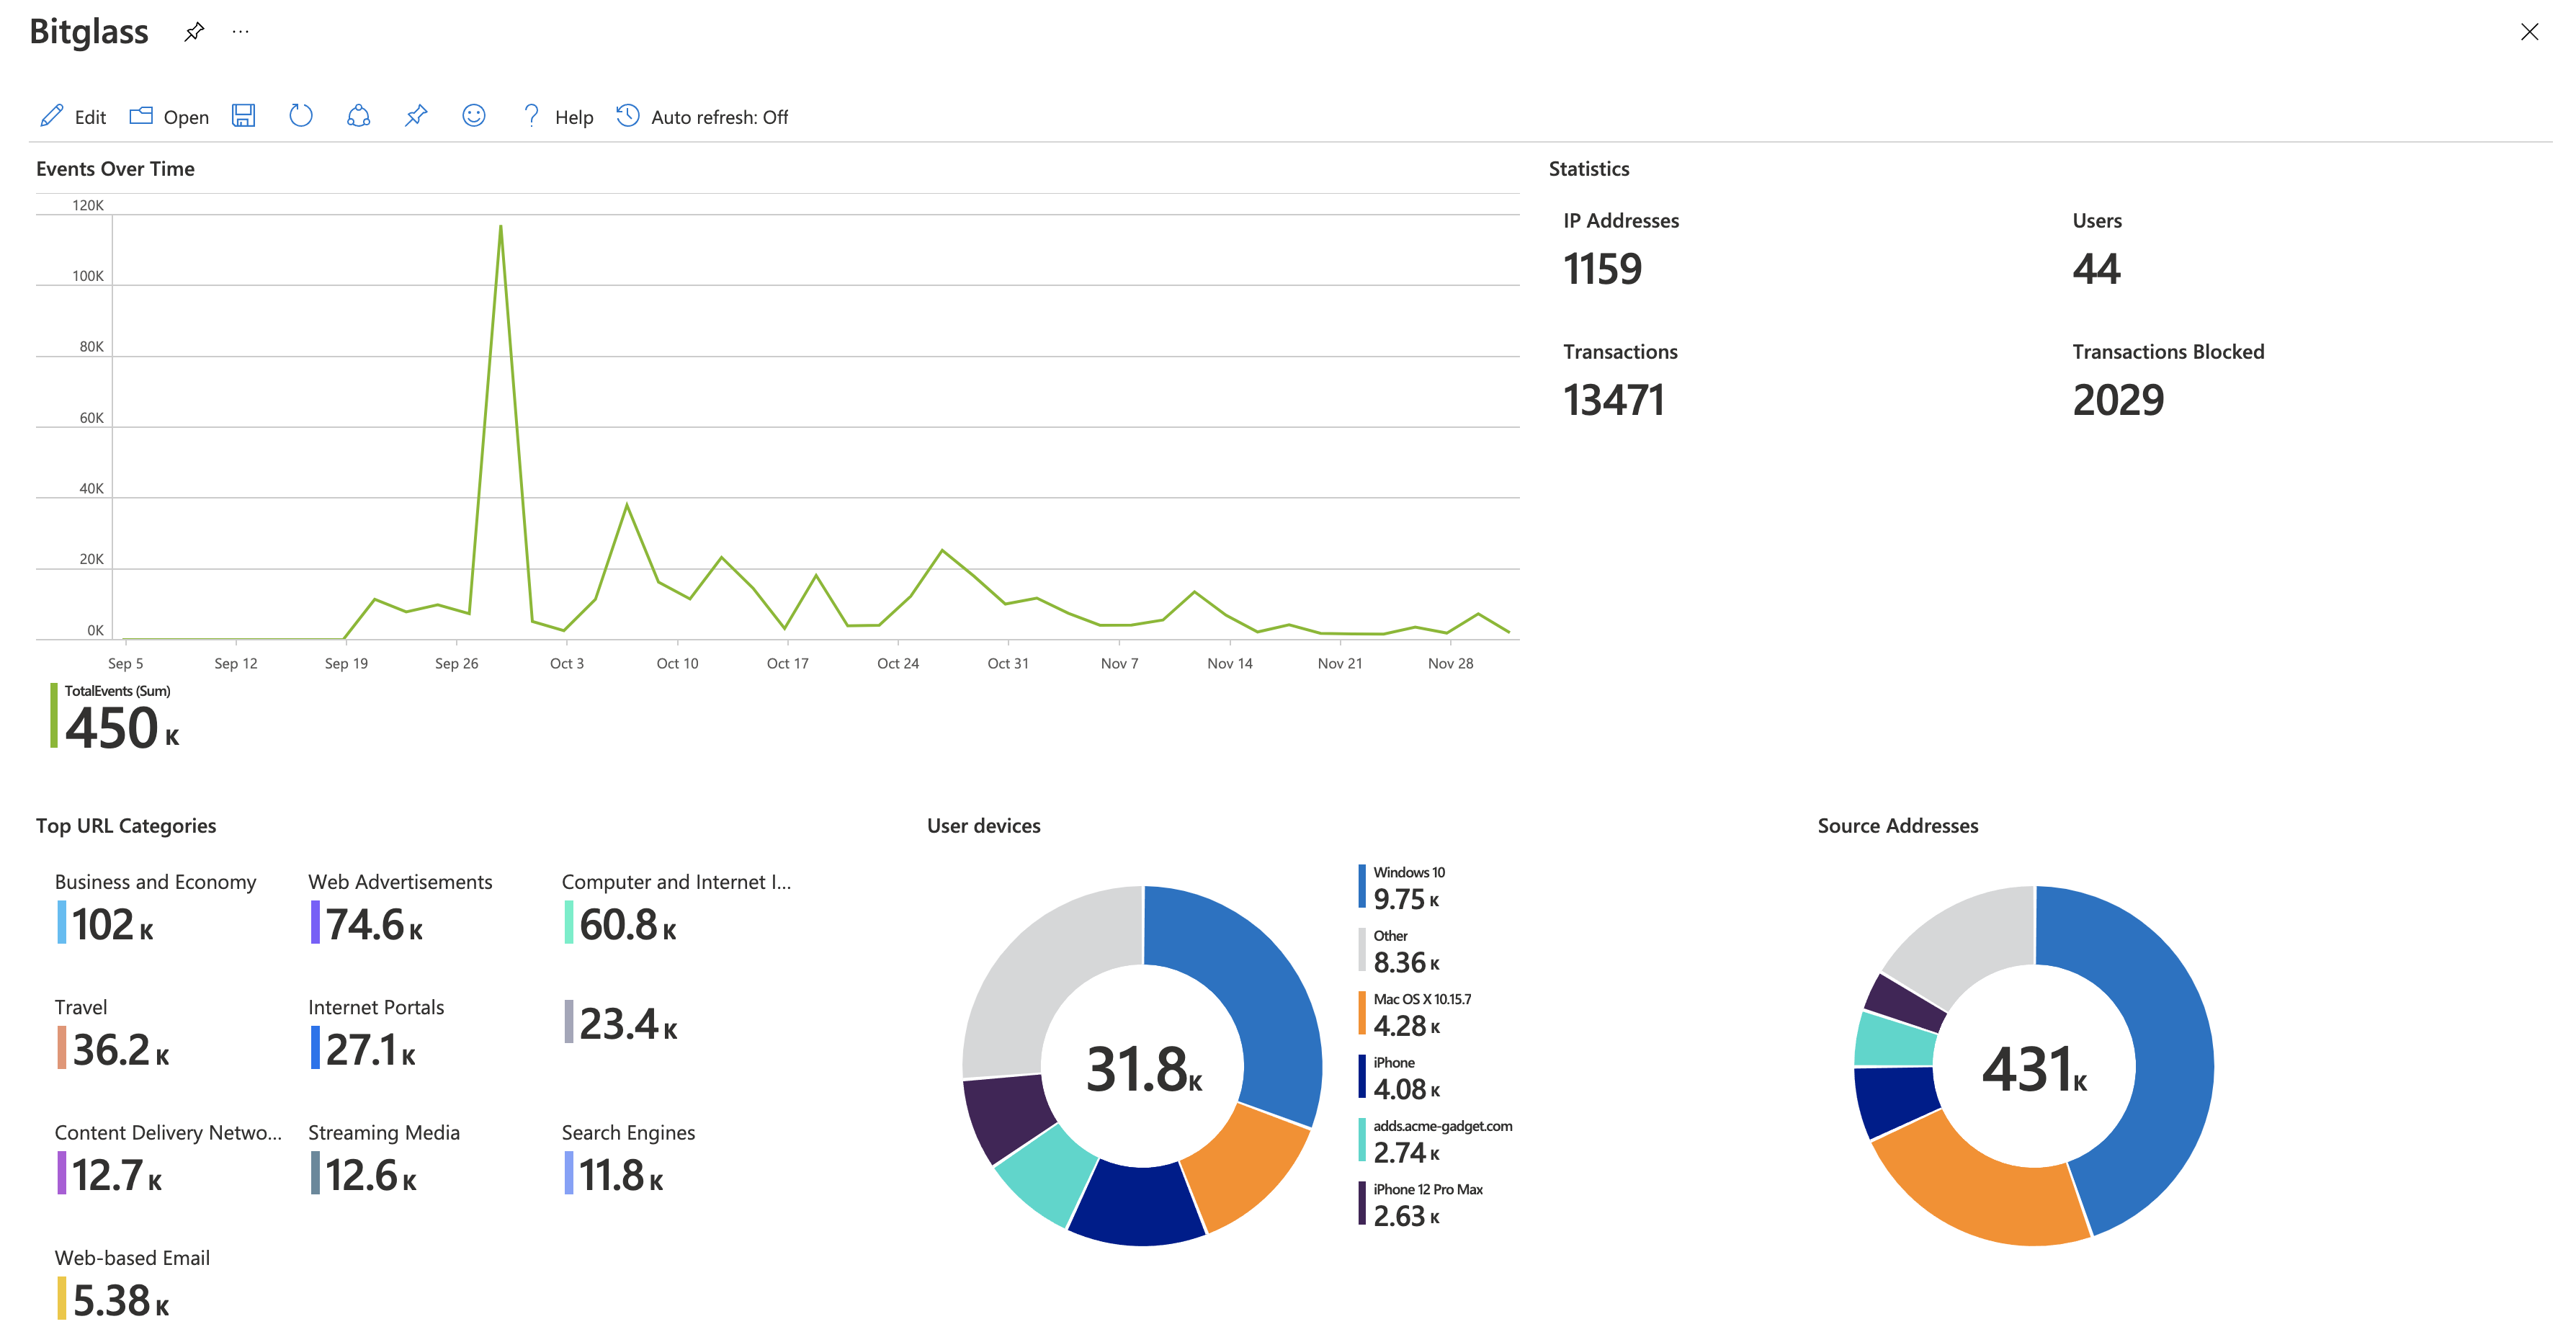 Bitglass
Edit Open Help Auto refresh: Off
Events Over Time
120K
100K
80K
60K
40K
20K
0K
Sep 5 Sep 12 Sep 19 Sep 26 Oct 3 Oct 10 Oct 17 Oct 24 Oct 31 Nov 7 Nov 14 Nov 21 Nov 28
TotalEvents (Sum)
450 K
Statistics
IP Addresses Users
1159 44
Transactions Transactions Blocked
13471 2029
Top URL Categories
Business and Economy Web Advertisements Computer and Internet I...
102 K 74.6 K 60.8 K
Travel Internet Portals
36.2 K 27.1 K 23.4 K
Content Delivery Netwo... Streaming Media Search Engines
12.7 K 12.6 K 11.8 K
Web-based Email
5.38 K
User devices
31.8 K
Windows 10
9.75 K
Other
8.36 K
Mac OS X 10.15.7
4.28 K
iPhone
4.08 K
adds.acme-gadget.com
2.74 K
iPhone 12 Pro Max
2.63 K
Source Addresses
431 K